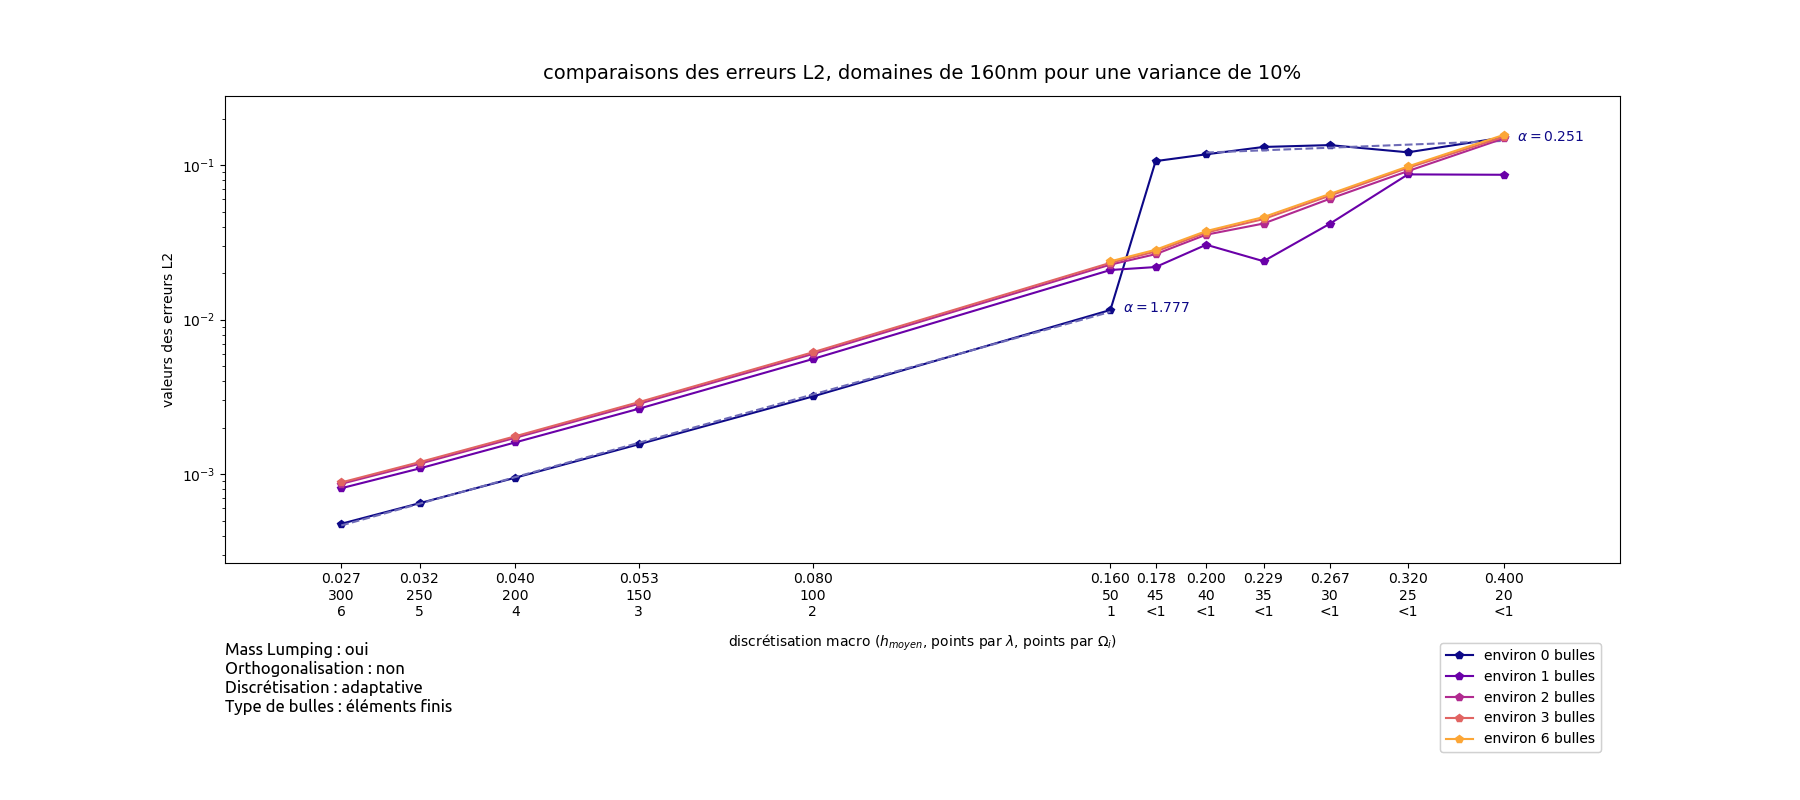 comparaisons des erreurs L2, domaines de 160nm pour une variance de 10%
valeurs des erreurs L2
10⁻¹
10⁻²
10⁻³
α = 0.251
α = 1.777
0.027 0.032 0.040 0.053 0.080 0.160 0.178 0.200 0.229 0.267 0.320 0.400
300 250 200 150 100 50 45 40 35 30 25 20
6 5 4 3 2 1 <1 <1 <1 <1 <1 <1
discrétisation macro (h_moyen, points par λ, points par Ω_i)
Mass Lumping : oui
Orthogonalisation : non
Discrétisation : adaptative
Type de bulles : éléments finis
environ 0 bulles
environ 1 bulles
environ 2 bulles
environ 3 bulles
environ 6 bulles